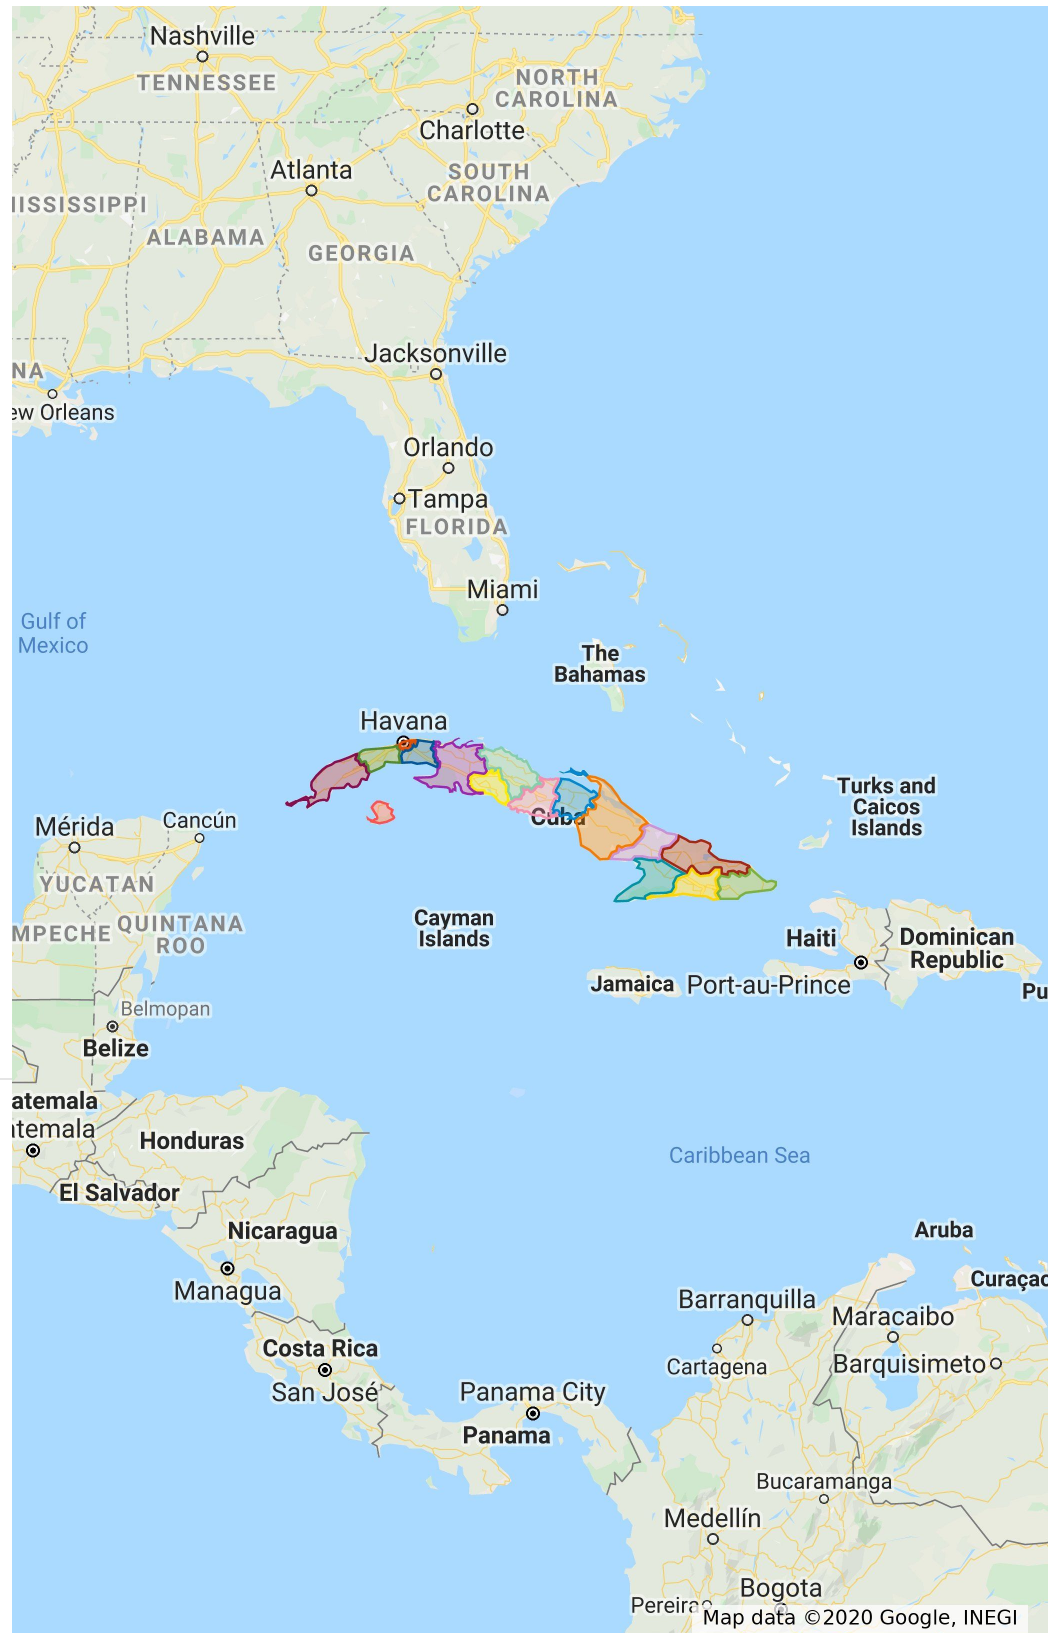 Nashville
TENNESSEE
NORTH
CAROLINA
Charlotte
Atlanta
SOUTH
CAROLINA
IISSISSIPPI
ALABAMA
GEORGIA
Jacksonville
NA
ew Orleans
Orlando
Tampa
FLORIDA
Miami
Gulf of
Mexico
The
Bahamas
Havana
Turks and
Caicos
Islands
Cuba
Cancún
Mérida
YUCATAN
QUINTANA
ROO
MPECHE
Cayman
Islands
Haiti
Dominican
Republic
Jamaica
Port-au-Prince
Pu
Belmopan
Belize
atemala
atemala
Honduras
Caribbean Sea
El Salvador
Nicaragua
Aruba
Managua
Curaçao
Barranquilla
Maracaibo
Costa Rica
Cartagena
Barquisimeto
San José
Panama City
Panama
Bucaramanga
Medellín
Bogota
Pereira
Map data ©2020 Google, INEGI